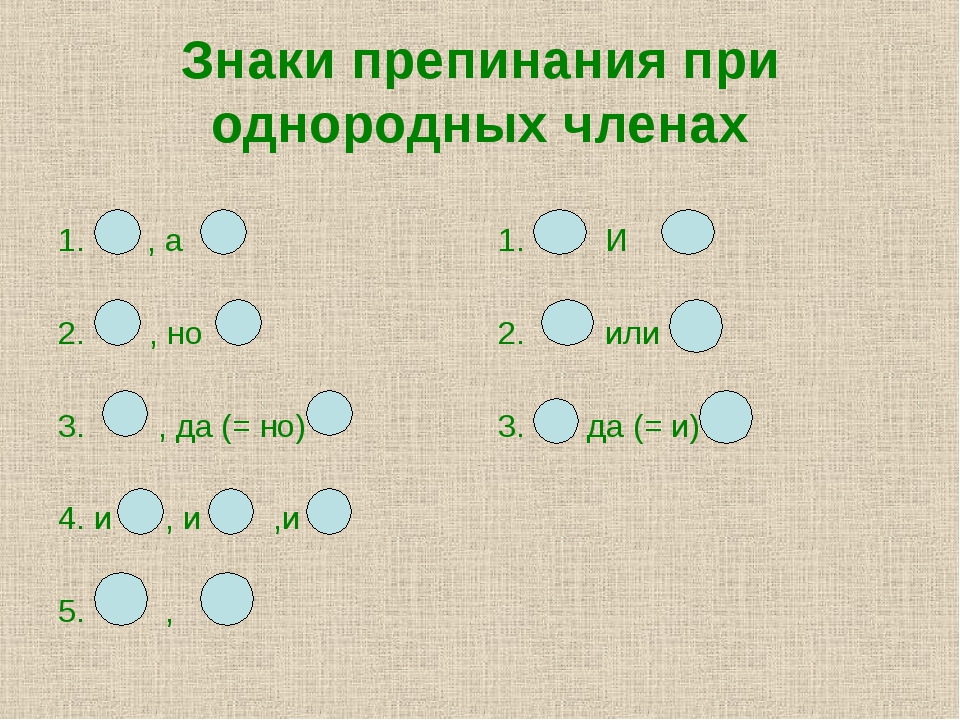 Знаки препинания при
однородных членах
1. , а
2. , но
3. , да (= но)
4. и , и ,и
5. ,
1. И
2. или
3. да (= и)